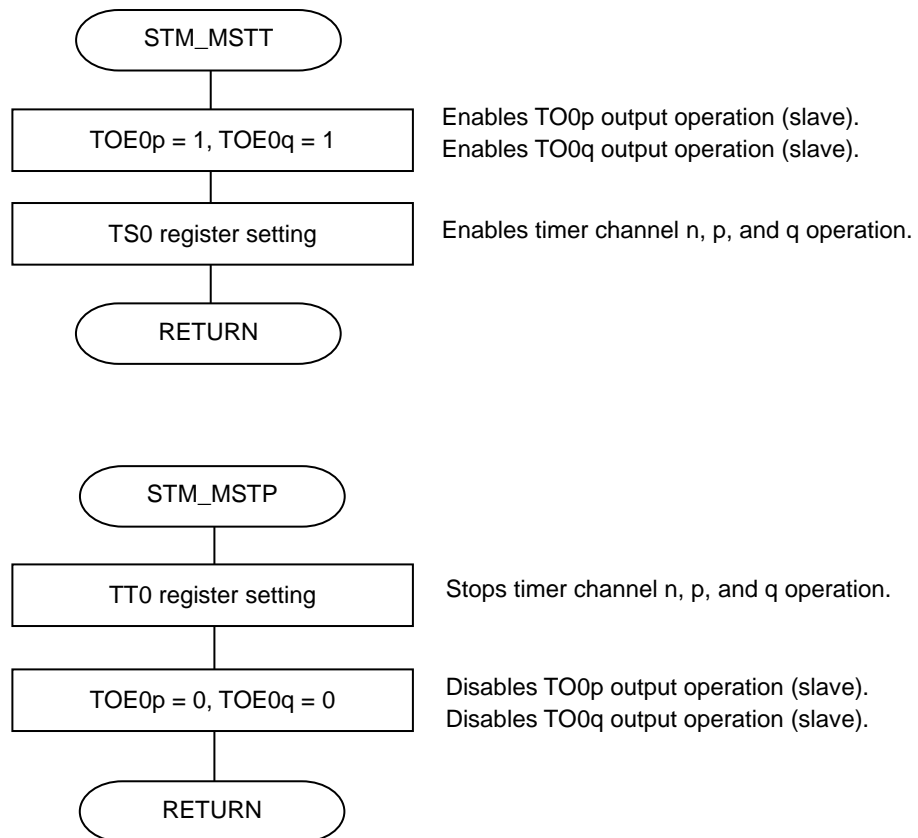 STM_MSTT
TOE0p = 1, TOE0q = 1
Enables TO0p output operation (slave).
Enables TO0q output operation (slave).
TS0 register setting
Enables timer channel n, p, and q operation.
RETURN
STM_MSTP
TT0 register setting
Stops timer channel n, p, and q operation.
TOE0p = 0, TOE0q = 0
Disables TO0p output operation (slave).
Disables TO0q output operation (slave).
RETURN